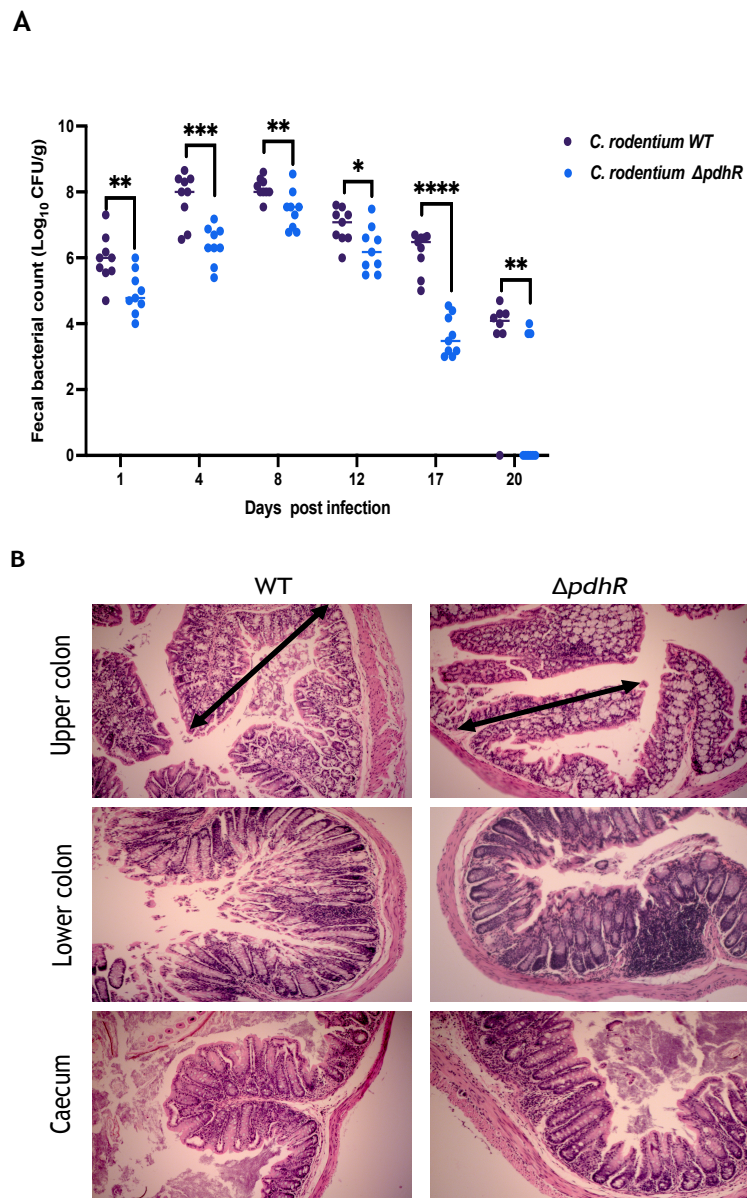 A
10
8
6
4
2
0
Fecal bacterial count (Log₁₀ CFU/g)
**
***
**
*
****
**
1 4 8 12 17 20
Days post infection
C. rodentium WT
C. rodentium ΔpdhR
B
WT ΔpdhR
Upper colon
Lower colon
Caecum